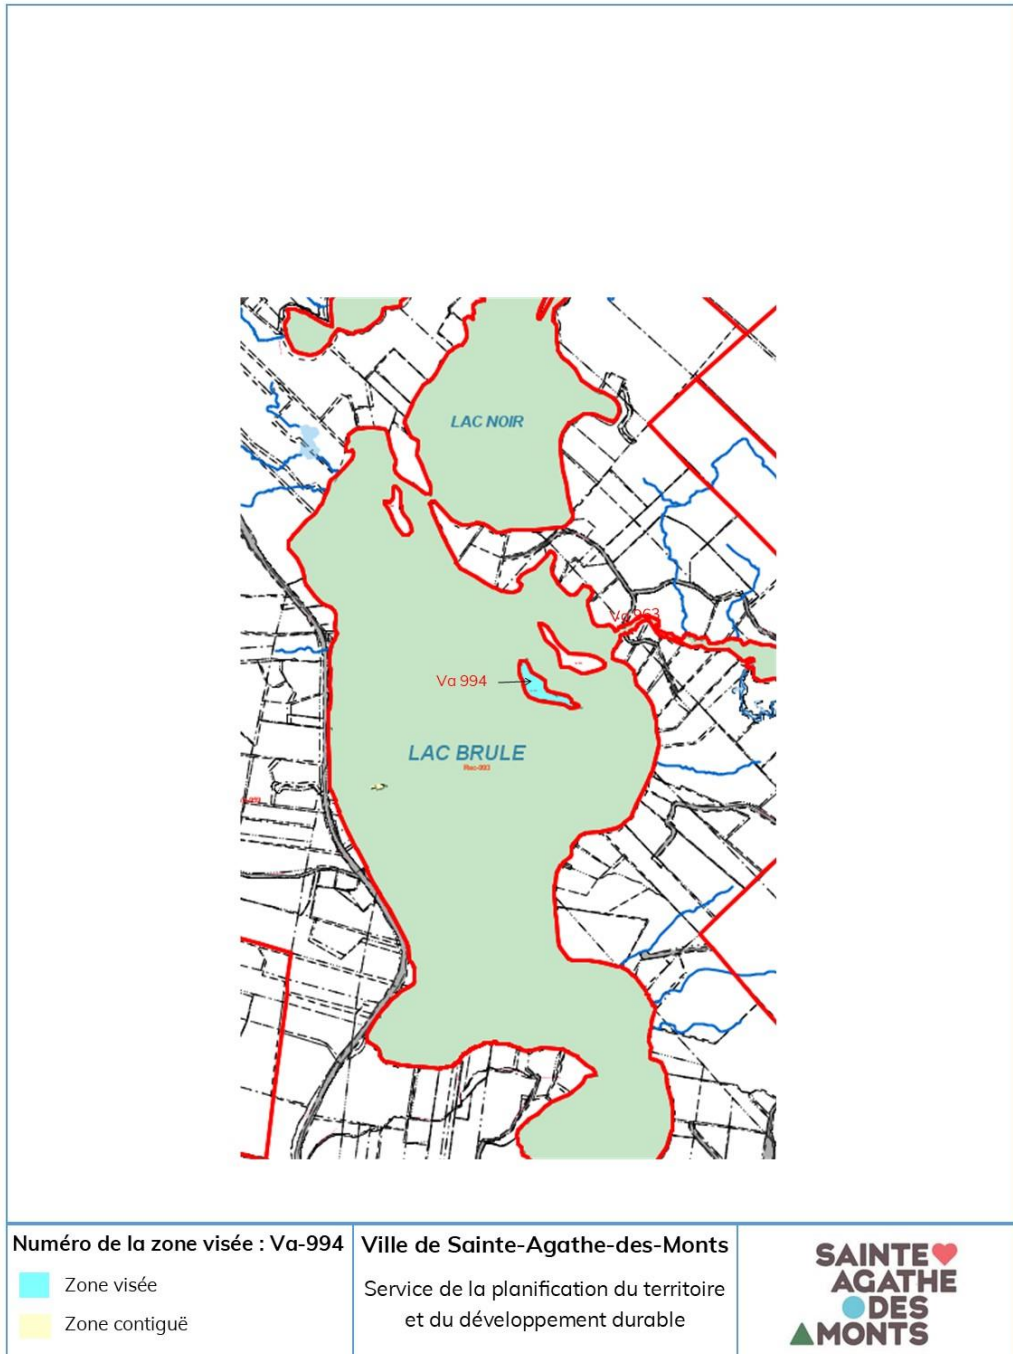 LAC NOIR
Va 963
Va 994
LAC BRULE
Rec-993
Numéro de la zone visée : Va-994
Zone visée
Zone contiguë
Ville de Sainte-Agathe-des-Monts
Service de la planification du territoire
et du développement durable
SAINTE
AGATHE
DES
MONTS